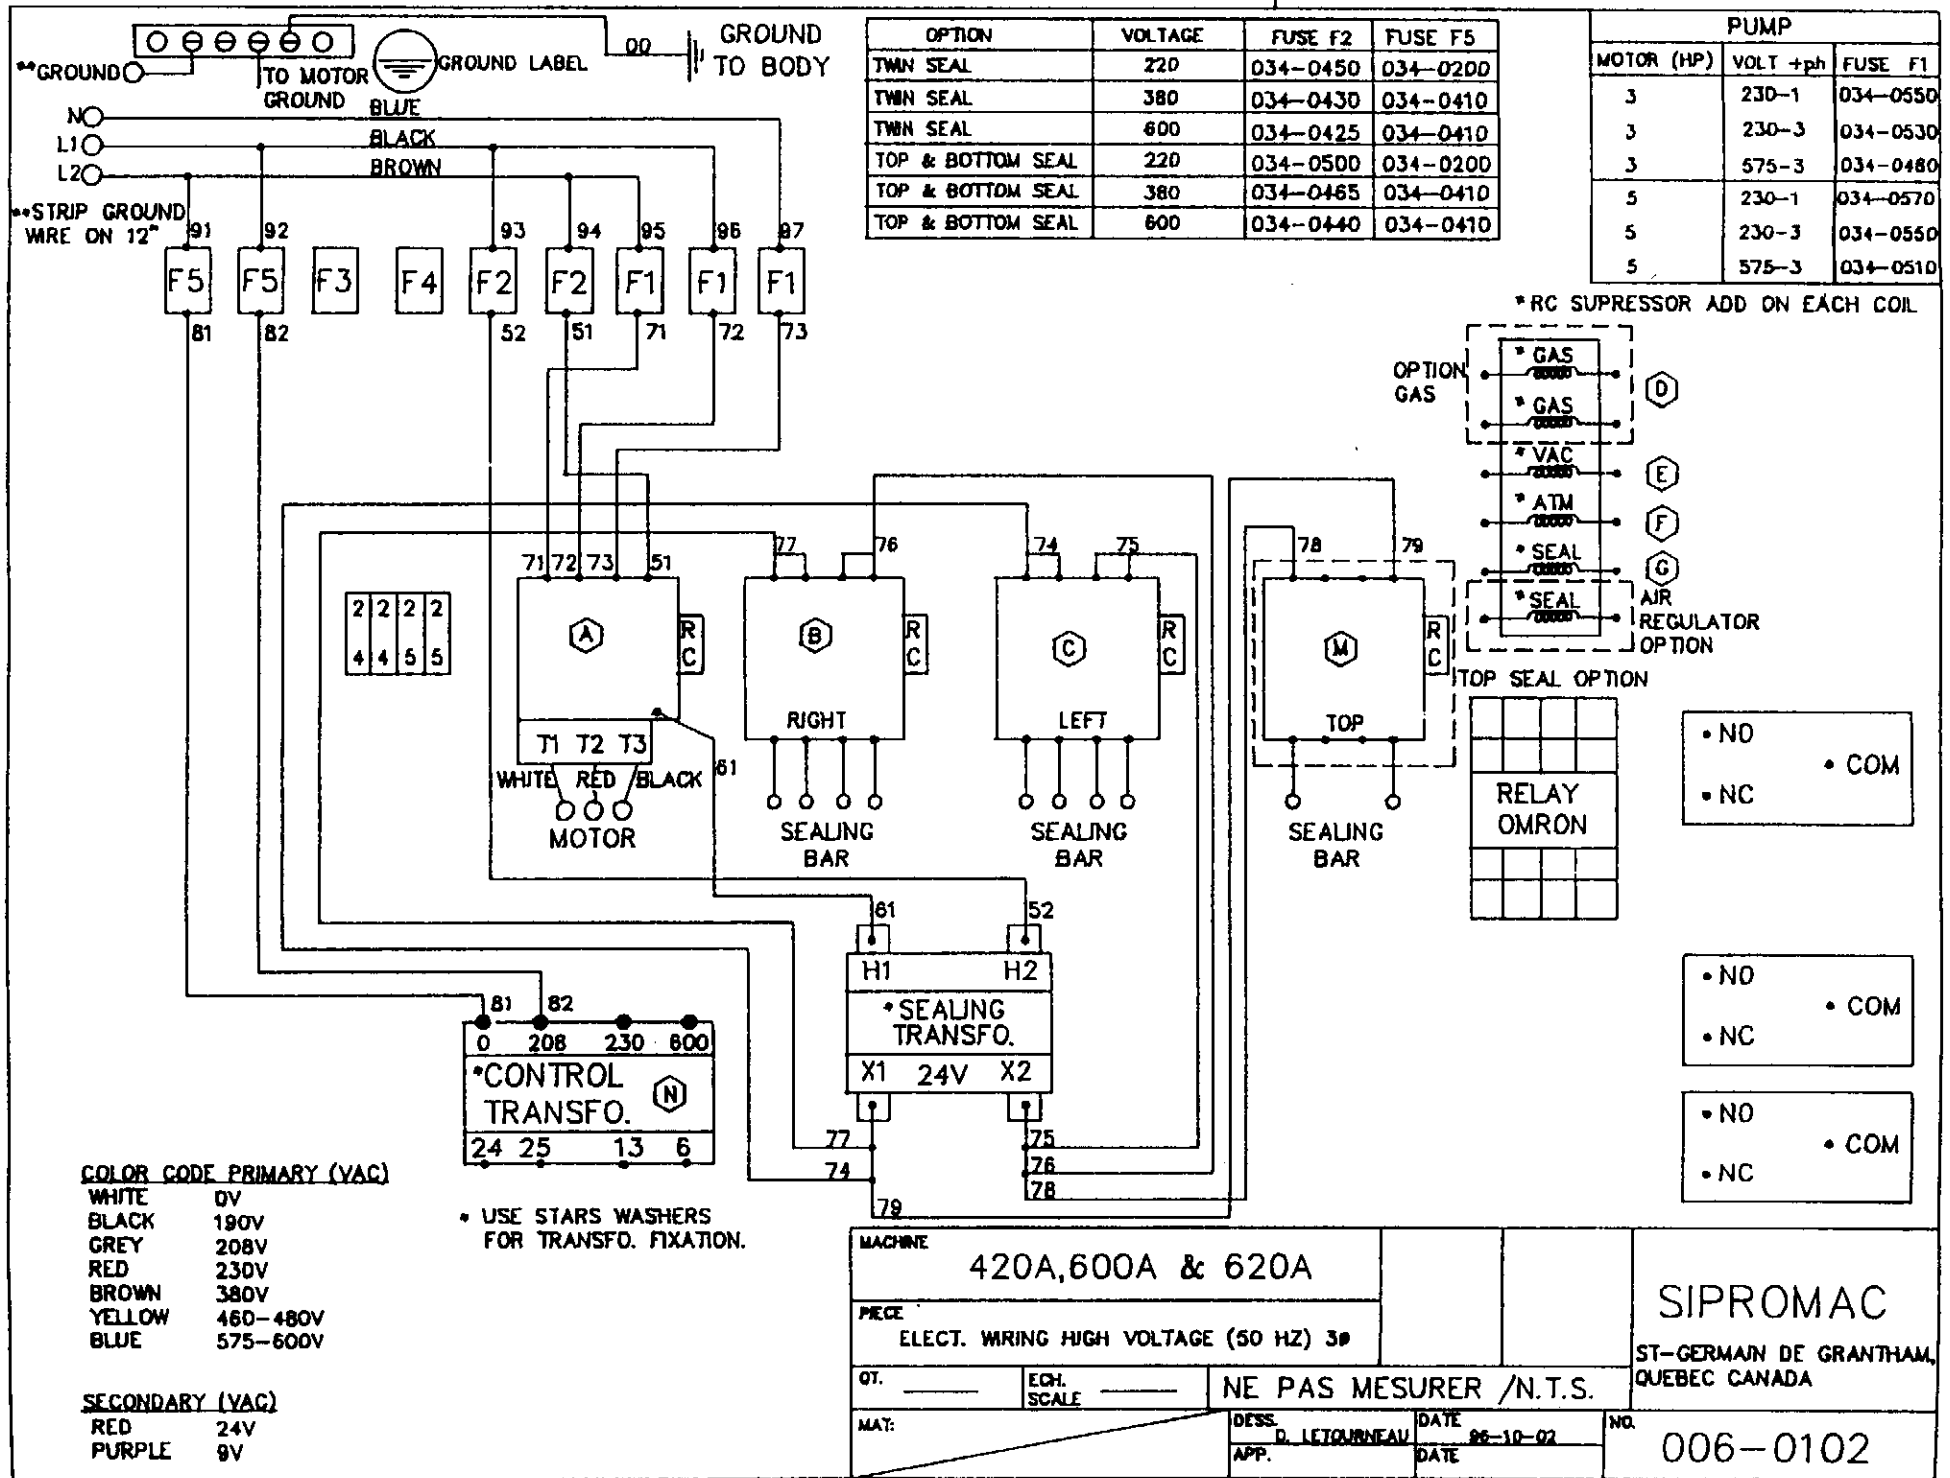 GROUND
TO BODY
00
**GROUND
TO MOTOR
GROUND
GROUND LABEL
N
BLUE
L1
BLACK
L2
BROWN
**STRIP GROUND
WIRE ON 12"
OPTION VOLTAGE FUSE F2 FUSE F5
TWIN SEAL 220 034-0450 034-0200
TWIN SEAL 380 034-0430 034-0410
TWIN SEAL 600 034-0425 034-0410
TOP & BOTTOM SEAL 220 034-0500 034-0200
TOP & BOTTOM SEAL 380 034-0465 034-0410
TOP & BOTTOM SEAL 600 034-0440 034-0410
PUMP
MOTOR (HP) VOLT +ph FUSE F1
3 230-1 034-0550
3 230-3 034-0530
3 575-3 034-0480
5 230-1 034-0570
5 230-3 034-0550
5 575-3 034-0510
91 92 93 94 95 96 97
F5 F5 F3 F4 F2 F2 F1 F1 F1
81 82 52 51 71 72 73
*RC SUPRESSOR ADD ON EACH COIL
OPTION
GAS
* GAS
D
* GAS
* VAC
E
* ATM
F
* SEAL
G
* SEAL
AIR
REGULATOR
OPTION
71 72 73 51
77 76
74 75
78 79
2 2 2 2
4 4 5 5
A
R
C
B
R
C
C
R
C
M
R
C
RIGHT
LEFT
TOP
TOP SEAL OPTION
T1 T2 T3
WHITE RED BLACK
61
MOTOR
SEALING
BAR
SEALING
BAR
SEALING
BAR
RELAY
OMRON
NO
COM
NC
NO
COM
NC
NO
COM
NC
61 52
H1 H2
*SEALING
TRANSFO.
X1 24V X2
77 75
74 76
78
79
81 82
0 208 230 600
*CONTROL
TRANSFO.
N
24 25 13 6
COLOR CODE PRIMARY (VAC)
WHITE 0V
BLACK 190V
GREY 208V
RED 230V
BROWN 380V
YELLOW 460-480V
BLUE 575-600V
SECONDARY (VAC)
RED 24V
PURPLE 9V
* USE STARS WASHERS
FOR TRANSFO. FIXATION.
MACHINE
420A,600A & 620A
PIECE
ELECT. WIRING HIGH VOLTAGE (50 HZ) 3ø
QT.
ECH.
SCALE
NE PAS MESURER /N.T.S.
MAT:
DESS. D. LETOURNEAU
DATE 96-10-02
APP.
DATE
SIPROMAC
ST-GERMAIN DE GRANTHAM,
QUEBEC CANADA
NO.
006-0102